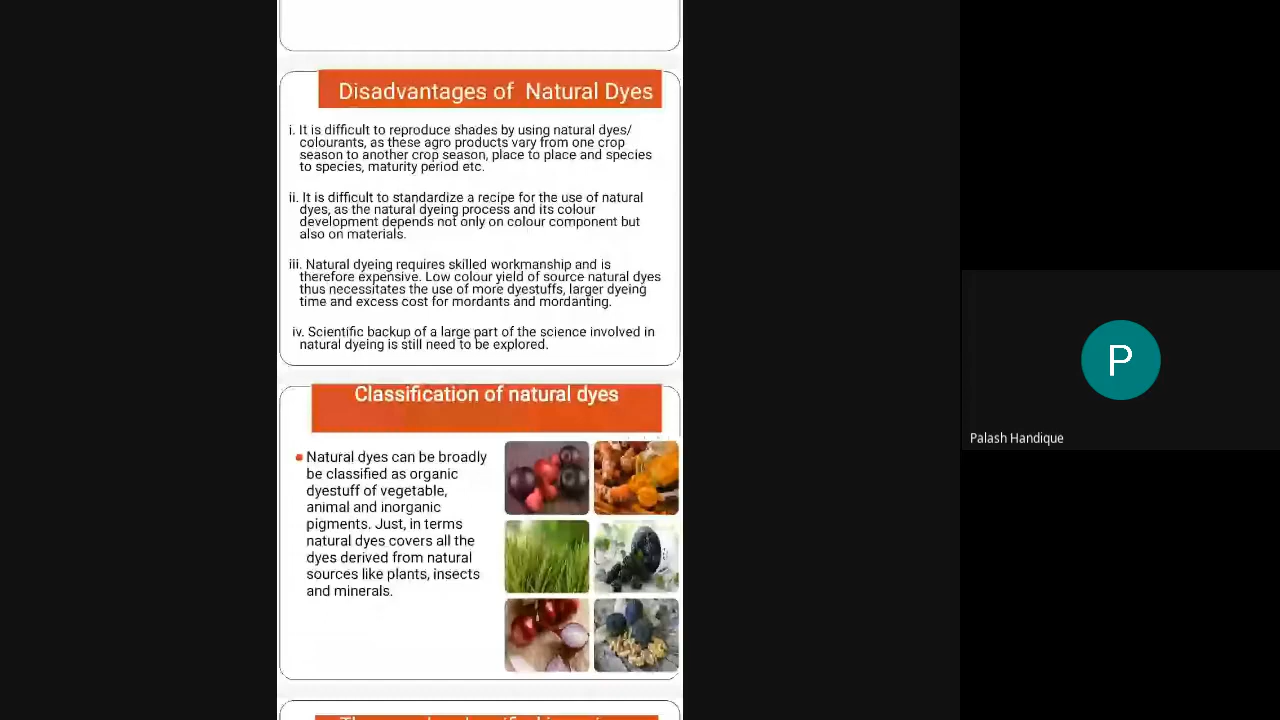 Disadvantages of Natural Dyes
i. It is difficult to reproduce shades by using natural dyes/
colourants, as these agro products vary from one crop
season to another crop season, place to place and species
to species, maturity period etc.
ii. It is difficult to standardize a recipe for the use of natural
dyes, as the natural dyeing process and its colour
development depends not only on colour component but
also on materials.
iii. Natural dyeing requires skilled workmanship and is
therefore expensive. Low colour yield of source natural dyes
thus necessitates the use of more dyestuffs, larger dyeing
time and excess cost for mordants and mordanting.
iv. Scientific backup of a large part of the science involved in
natural dyeing is still need to be explored.
Classification of natural dyes
Natural dyes can be broadly
be classified as organic
dyestuff of vegetable,
animal and inorganic
pigments. Just, in terms
natural dyes covers all the
dyes derived from natural
sources like plants, insects
and minerals.
P
Palash Handique